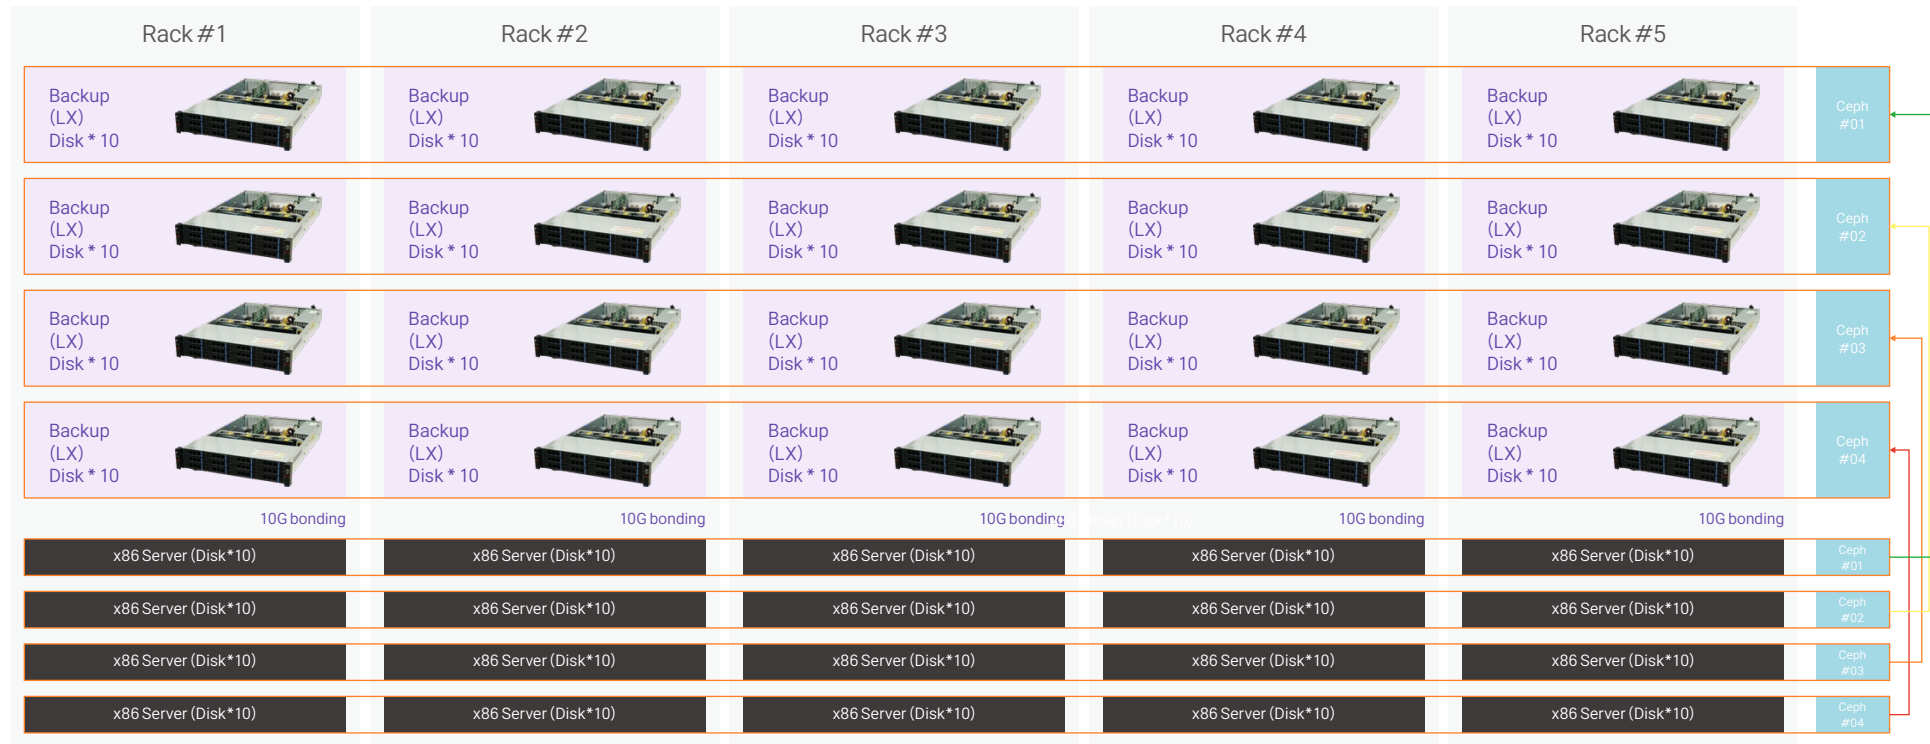 Rack #1
Rack #2
Rack #3
Rack #4
Rack #5
Backup
(LX)
Disk * 10
Backup
(LX)
Disk * 10
Backup
(LX)
Disk * 10
Backup
(LX)
Disk * 10
Backup
(LX)
Disk * 10
Ceph
#01
Backup
(LX)
Disk * 10
Backup
(LX)
Disk * 10
Backup
(LX)
Disk * 10
Backup
(LX)
Disk * 10
Backup
(LX)
Disk * 10
Ceph
#02
Backup
(LX)
Disk * 10
Backup
(LX)
Disk * 10
Backup
(LX)
Disk * 10
Backup
(LX)
Disk * 10
Backup
(LX)
Disk * 10
Ceph
#03
Backup
(LX)
Disk * 10
Backup
(LX)
Disk * 10
Backup
(LX)
Disk * 10
Backup
(LX)
Disk * 10
Backup
(LX)
Disk * 10
Ceph
#04
10G bonding
10G bonding
10G bonding
x86 Server (Disk*10)
10G bonding
10G bonding
x86 Server (Disk*10)
x86 Server (Disk*10)
x86 Server (Disk*10)
x86 Server (Disk*10)
x86 Server (Disk*10)
Ceph
#01
x86 Server (Disk*10)
x86 Server (Disk*10)
x86 Server (Disk*10)
x86 Server (Disk*10)
x86 Server (Disk*10)
Ceph
#02
x86 Server (Disk*10)
x86 Server (Disk*10)
x86 Server (Disk*10)
x86 Server (Disk*10)
x86 Server (Disk*10)
Ceph
#03
x86 Server (Disk*10)
x86 Server (Disk*10)
x86 Server (Disk*10)
x86 Server (Disk*10)
x86 Server (Disk*10)
Ceph
#04